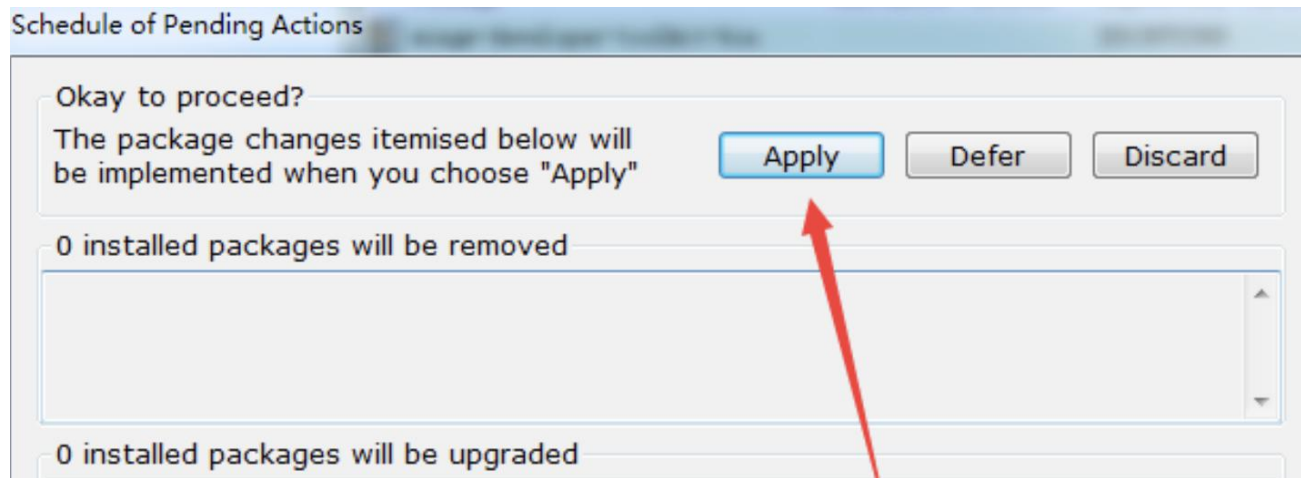 Schedule of Pending Actions
Okay to proceed?
The package changes itemised below will
be implemented when you choose "Apply"
Apply
Defer
Discard
0 installed packages will be removed
0 installed packages will be upgraded